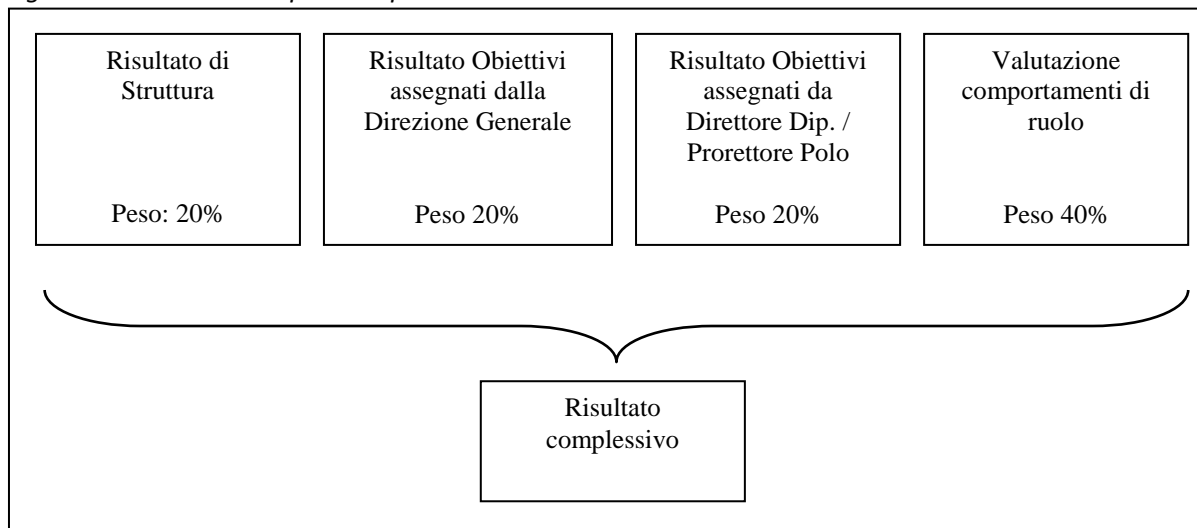 Risultato di
Struttura
Peso: 20%
Risultato Obiettivi
assegnati dalla
Direzione Generale
Peso 20%
Risultato Obiettivi
assegnati da
Direttore Dip. /
Prorettore Polo
Peso 20%
Valutazione
comportamenti di
ruolo
Peso 40%
Risultato
complessivo